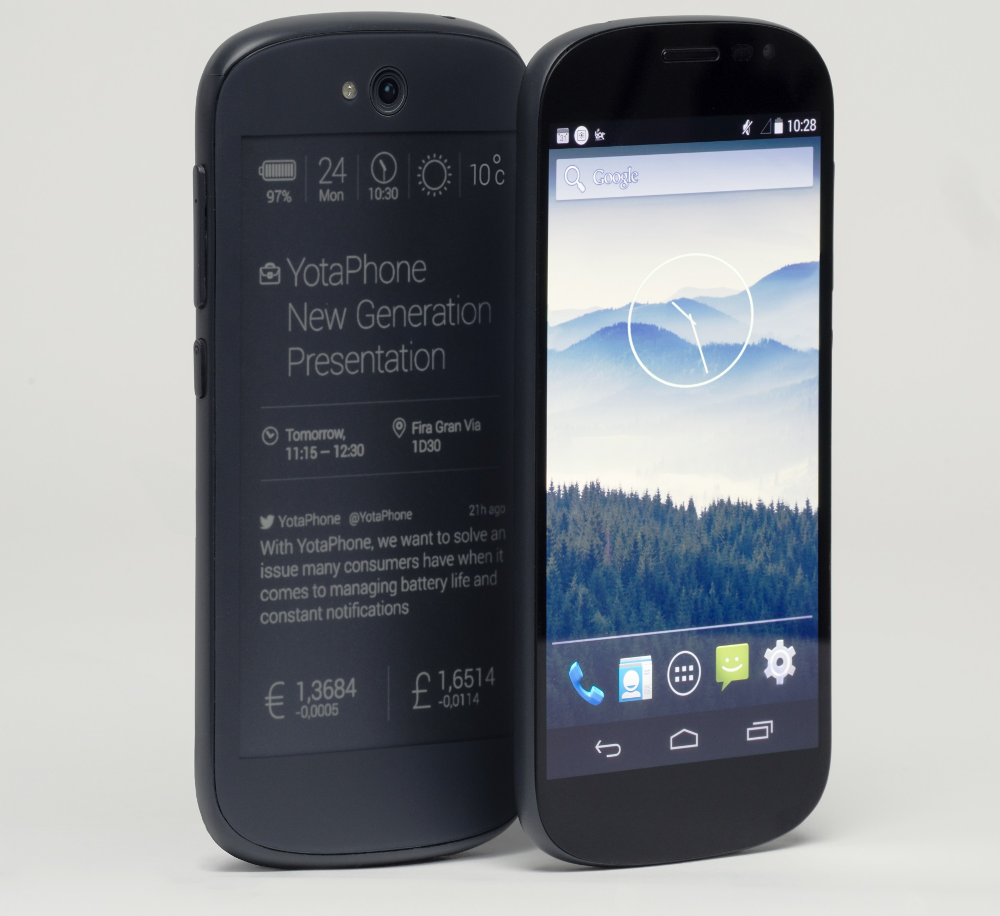 97%
24
Mon
10:30
10°c
YotaPhone
New Generation
Presentation
Tomorrow,
11:15 – 12:30
Fira Gran Via
1D30
YotaPhone @YotaPhone 21h ago
With YotaPhone, we want to solve an
issue many consumers have when it
comes to managing battery life and
constant notifications
€ 1,3684
-0,0005
£ 1,6514
-0,0114
31
10:28
Google